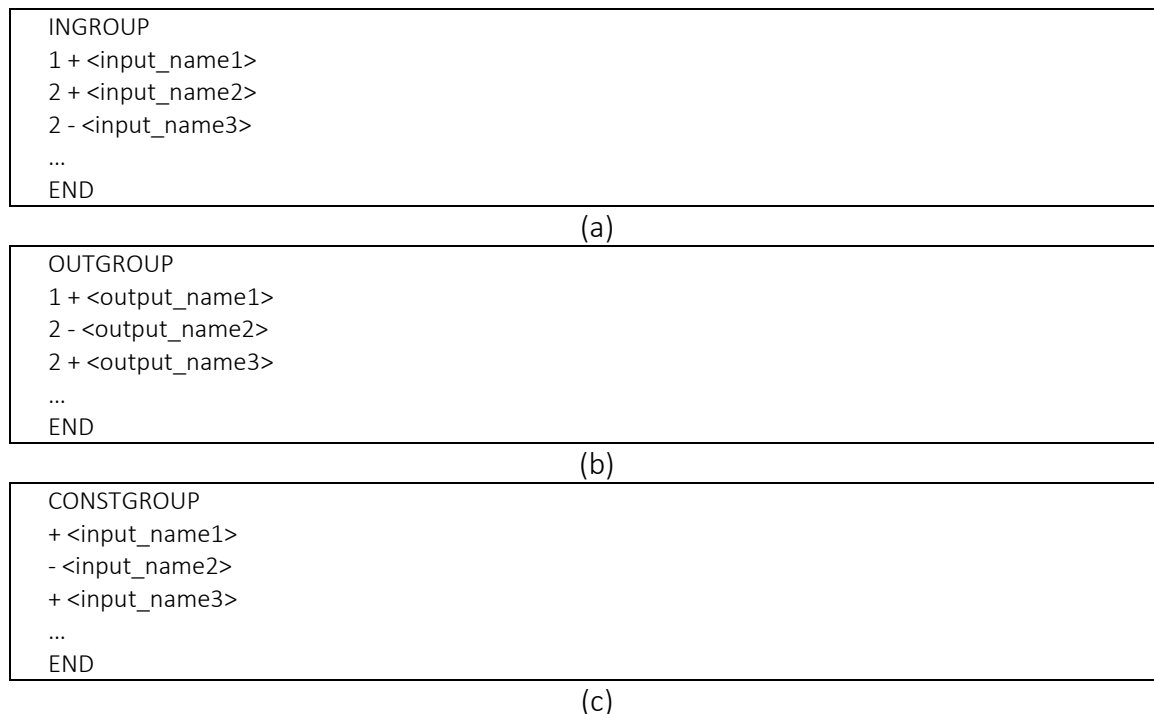 INGROUP
1 + <input_name1>
2 + <input_name2>
2 - <input_name3>
…
END
(a)
OUTGROUP
1 + <output_name1>
2 - <output_name2>
2 + <output_name3>
…
END
(b)
CONSTGROUP
+ <input_name1>
- <input_name2>
+ <input_name3>
…
END
(c)